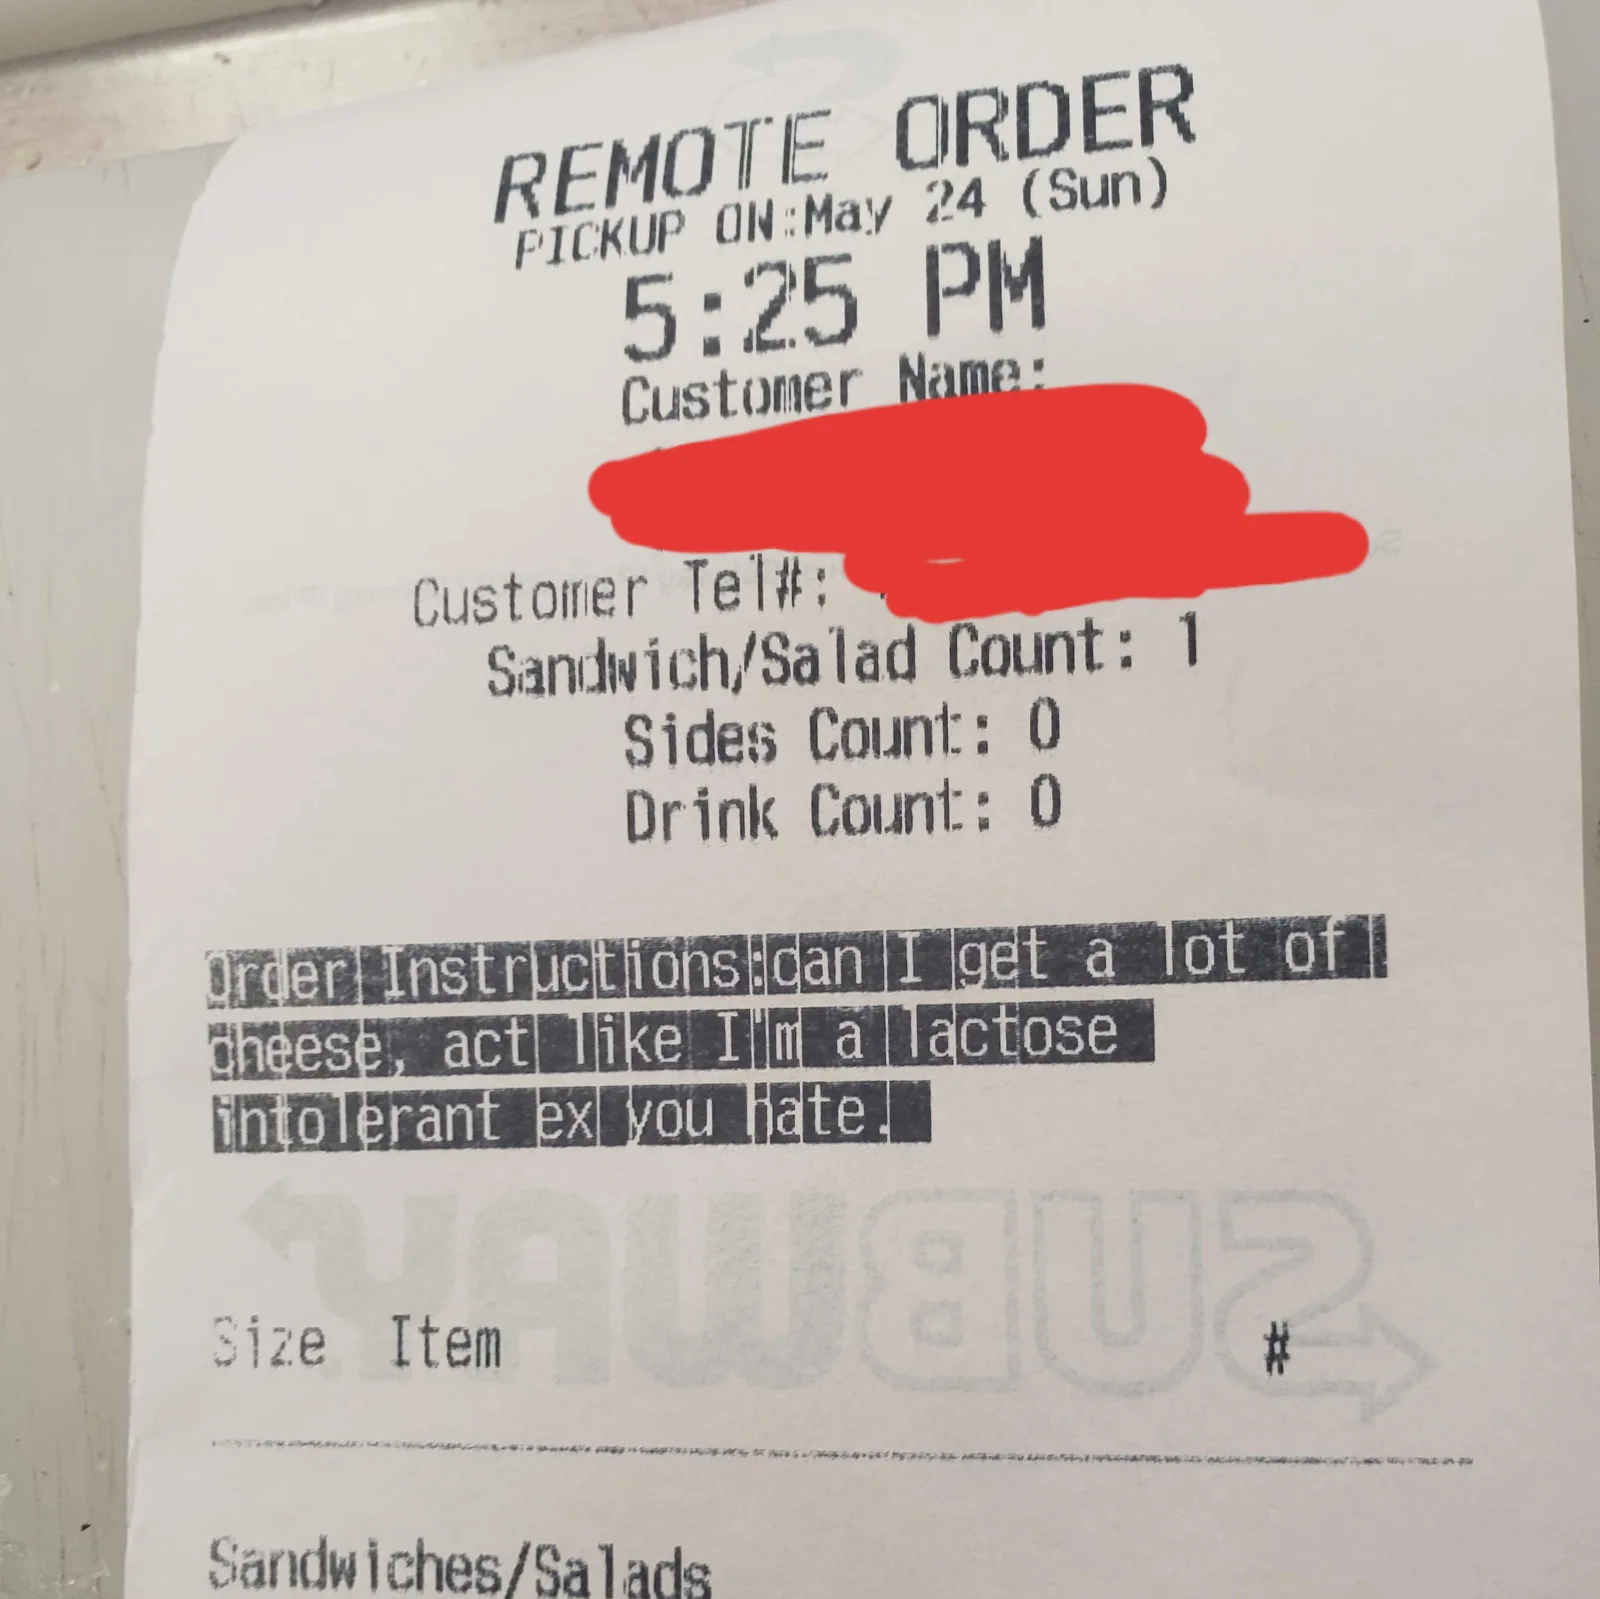 REMOTE ORDER
PICKUP ON:May 24 (Sun)
5:25 PM
Customer Name:
Customer Tel#:
Sandwich/Salad Count: 1
Sides Count: 0
Drink Count: 0
Order Instructions:can I get a lot of
cheese, act like I'm a lactose
intolerant ex you hate.
SUBWAY
Size Item #
Sandwiches/Salads